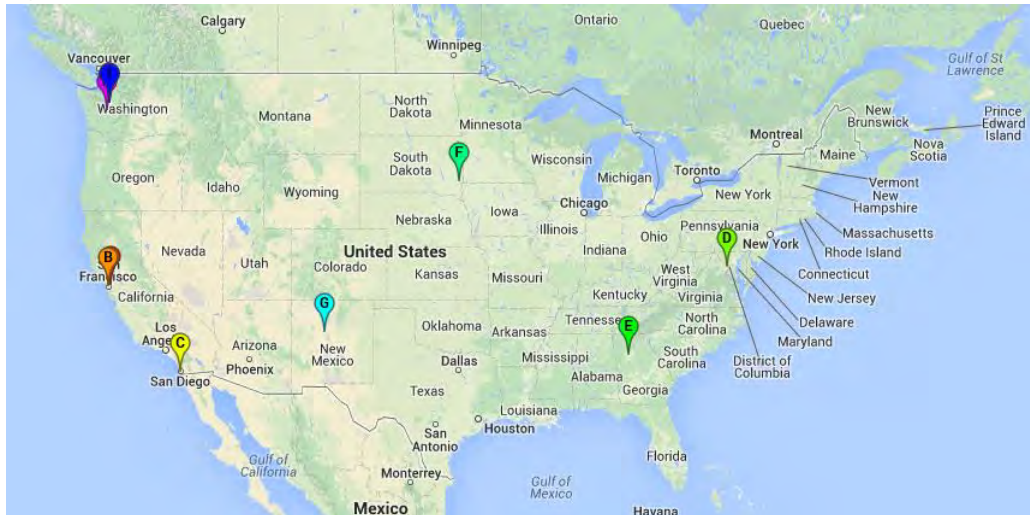 Calgary
Ontario
Quebec
Vancouver
Winnipeg
Gulf of St
Lawrence
Washington
North
Dakota
Montana
Minnesota
New
Brunswick
Prince
Edward
Island
Nova
Scotia
Montreal
Maine
F
South
Dakota
Wisconsin
Michigan
Toronto
Vermont
New
Hampshire
Oregon
Idaho
Wyoming
New York
Massachusetts
Nebraska
Iowa
Chicago
Rhode Island
Connecticut
Illinois
Indiana
Ohio
Pennsylvania
New York
D
B
Francisco
Nevada
Utah
Colorado
United States
Kansas
Missouri
West
Virginia
Virginia
New Jersey
California
Kentucky
Delaware
Maryland
G
Los
Arizona
Phoenix
New
Mexico
Oklahoma
Arkansas
Tennessee
E
North
Carolina
South
Carolina
District of
Columbia
C
San Diego
Dallas
Mississippi
Alabama
Georgia
Texas
Louisiana
San
Antonio
Houston
Gulf of
California
Monterrey
Gulf of
Mexico
Florida
Mexico
Havana